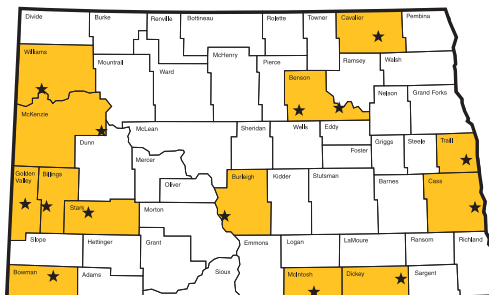 Divide
Burke
Renville
Bottineau
Rolette
Towner
Cavalier
Pembina
Williams
Mountrail
Ward
McHenry
Pierce
Benson
Ramsey
Walsh
McKenzie
Nelson
Grand Forks
Dunn
McLean
Sheridan
Wells
Eddy
Foster
Griggs
Steele
Traill
Mercer
Golden
Valley
Billings
Oliver
Burleigh
Kidder
Stutsman
Barnes
Cass
Stark
Morton
Slope
Hettinger
Grant
Emmons
Logan
LaMoure
Ransom
Richland
Bowman
Adams
Sioux
McIntosh
Dickey
Sargent